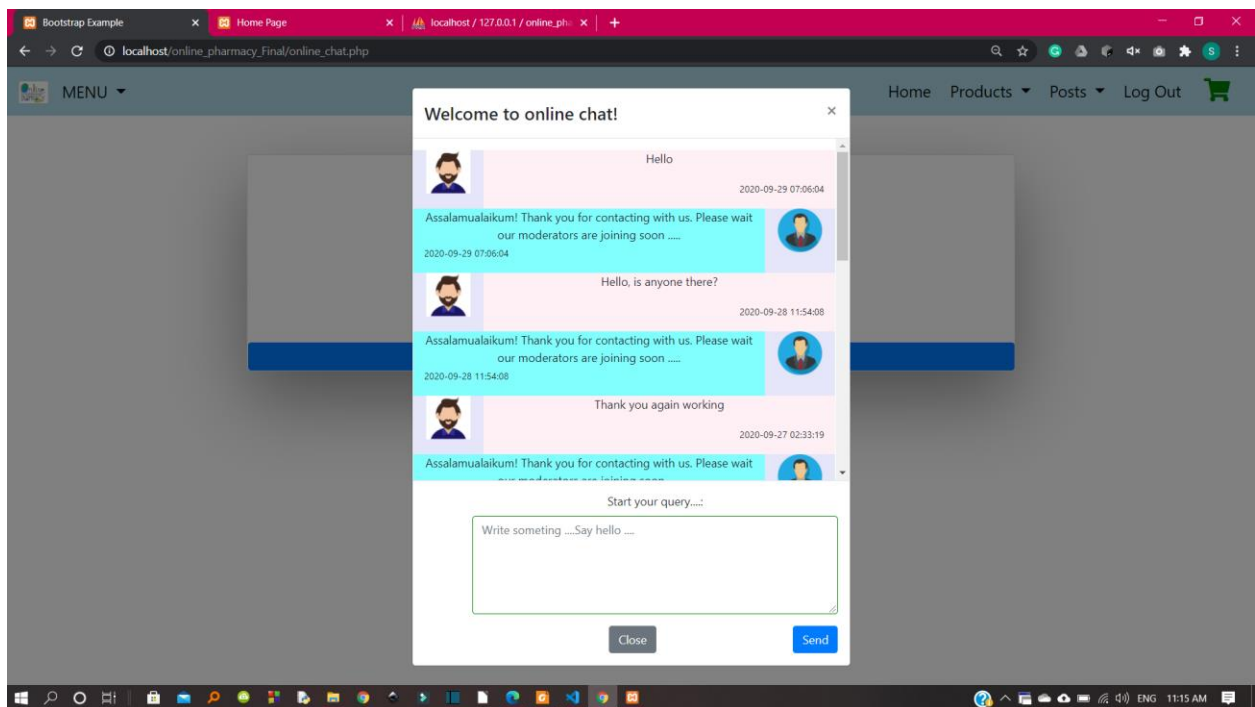 Bootstrap Example
Home Page
localhost / 127.0.0.1 / online_pha
localhost/online_pharmacy_Final/online_chat.php
S
MENU
Home Products Posts Log Out
Welcome to online chat!
×
Hello
2020-09-29 07:06:04
Assalamualaikum! Thank you for contacting with us. Please wait
our moderators are joining soon .....
2020-09-29 07:06:04
Hello, is anyone there?
2020-09-28 11:54:08
Assalamualaikum! Thank you for contacting with us. Please wait
our moderators are joining soon .....
2020-09-28 11:54:08
Thank you again working
2020-09-27 02:33:19
Assalamualaikum! Thank you for contacting with us. Please wait
our moderators are joining soon
Start your query....:
Write someting ....Say hello ....
Close
Send
ENG 11:15 AM